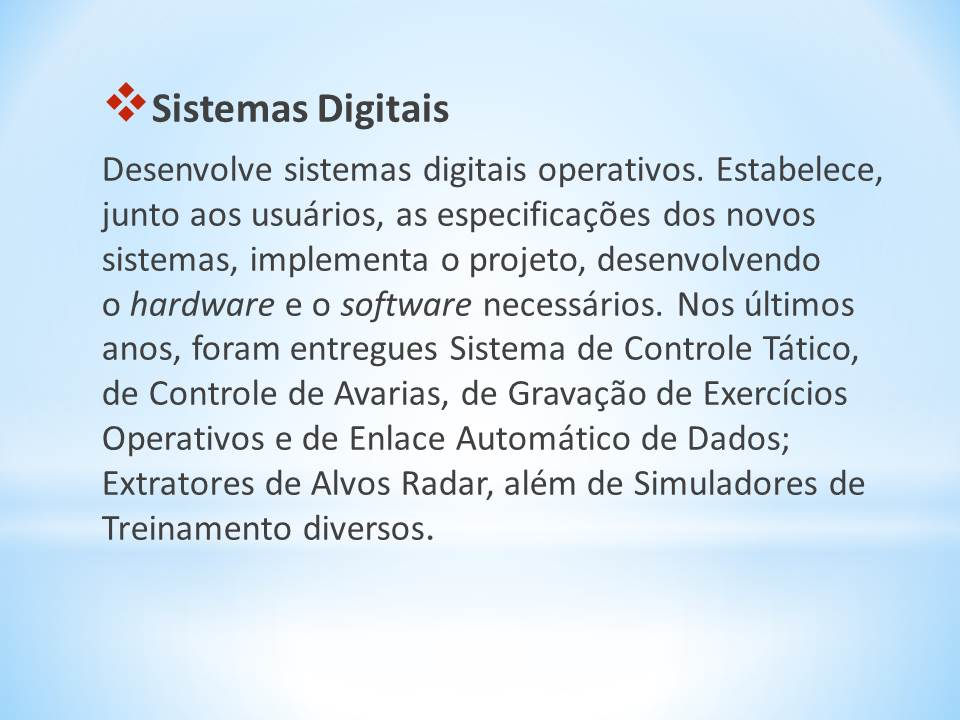 Sistemas Digitais
Desenvolve sistemas digitais operativos. Estabelece,
junto aos usuários, as especificações dos novos
sistemas, implementa o projeto, desenvolvendo
o hardware e o software necessários. Nos últimos
anos, foram entregues Sistema de Controle Tático,
de Controle de Avarias, de Gravação de Exercícios
Operativos e de Enlace Automático de Dados;
Extratores de Alvos Radar, além de Simuladores de
Treinamento diversos.